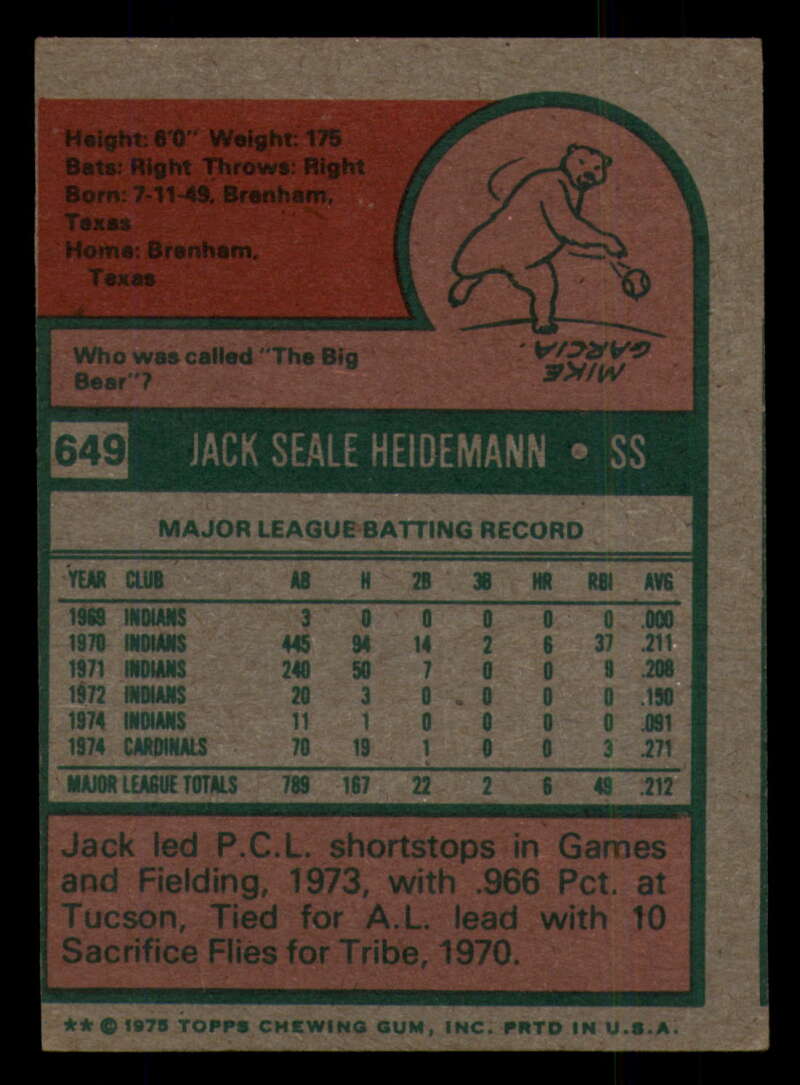 Height: 6'0" Weight: 175
Bats: Right Throws: Right
Born: 7-11-49, Brenham,
Texas
Home: Brenham,
Texas
Who was called "The Big
Bear"?
MIKE
GARCIA.
649 JACK SEALE HEIDEMANN • SS
MAJOR LEAGUE BATTING RECORD
YEAR CLUB AB H 2B 3B HR RBI AVG
1969 INDIANS 3 0 0 0 0 0 .000
1970 INDIANS 445 94 14 2 6 37 .211
1971 INDIANS 240 50 7 0 0 9 .208
1972 INDIANS 20 3 0 0 0 0 .150
1974 INDIANS 11 1 0 0 0 0 .091
1974 CARDINALS 70 19 1 0 0 3 .271
MAJOR LEAGUE TOTALS 789 167 22 2 6 49 .212
Jack led P.C.L. shortstops in Games
and Fielding, 1973, with .966 Pct. at
Tucson, Tied for A.L. lead with 10
Sacrifice Flies for Tribe, 1970.
** © 1975 TOPPS CHEWING GUM, INC. PRTD IN U.S.A.